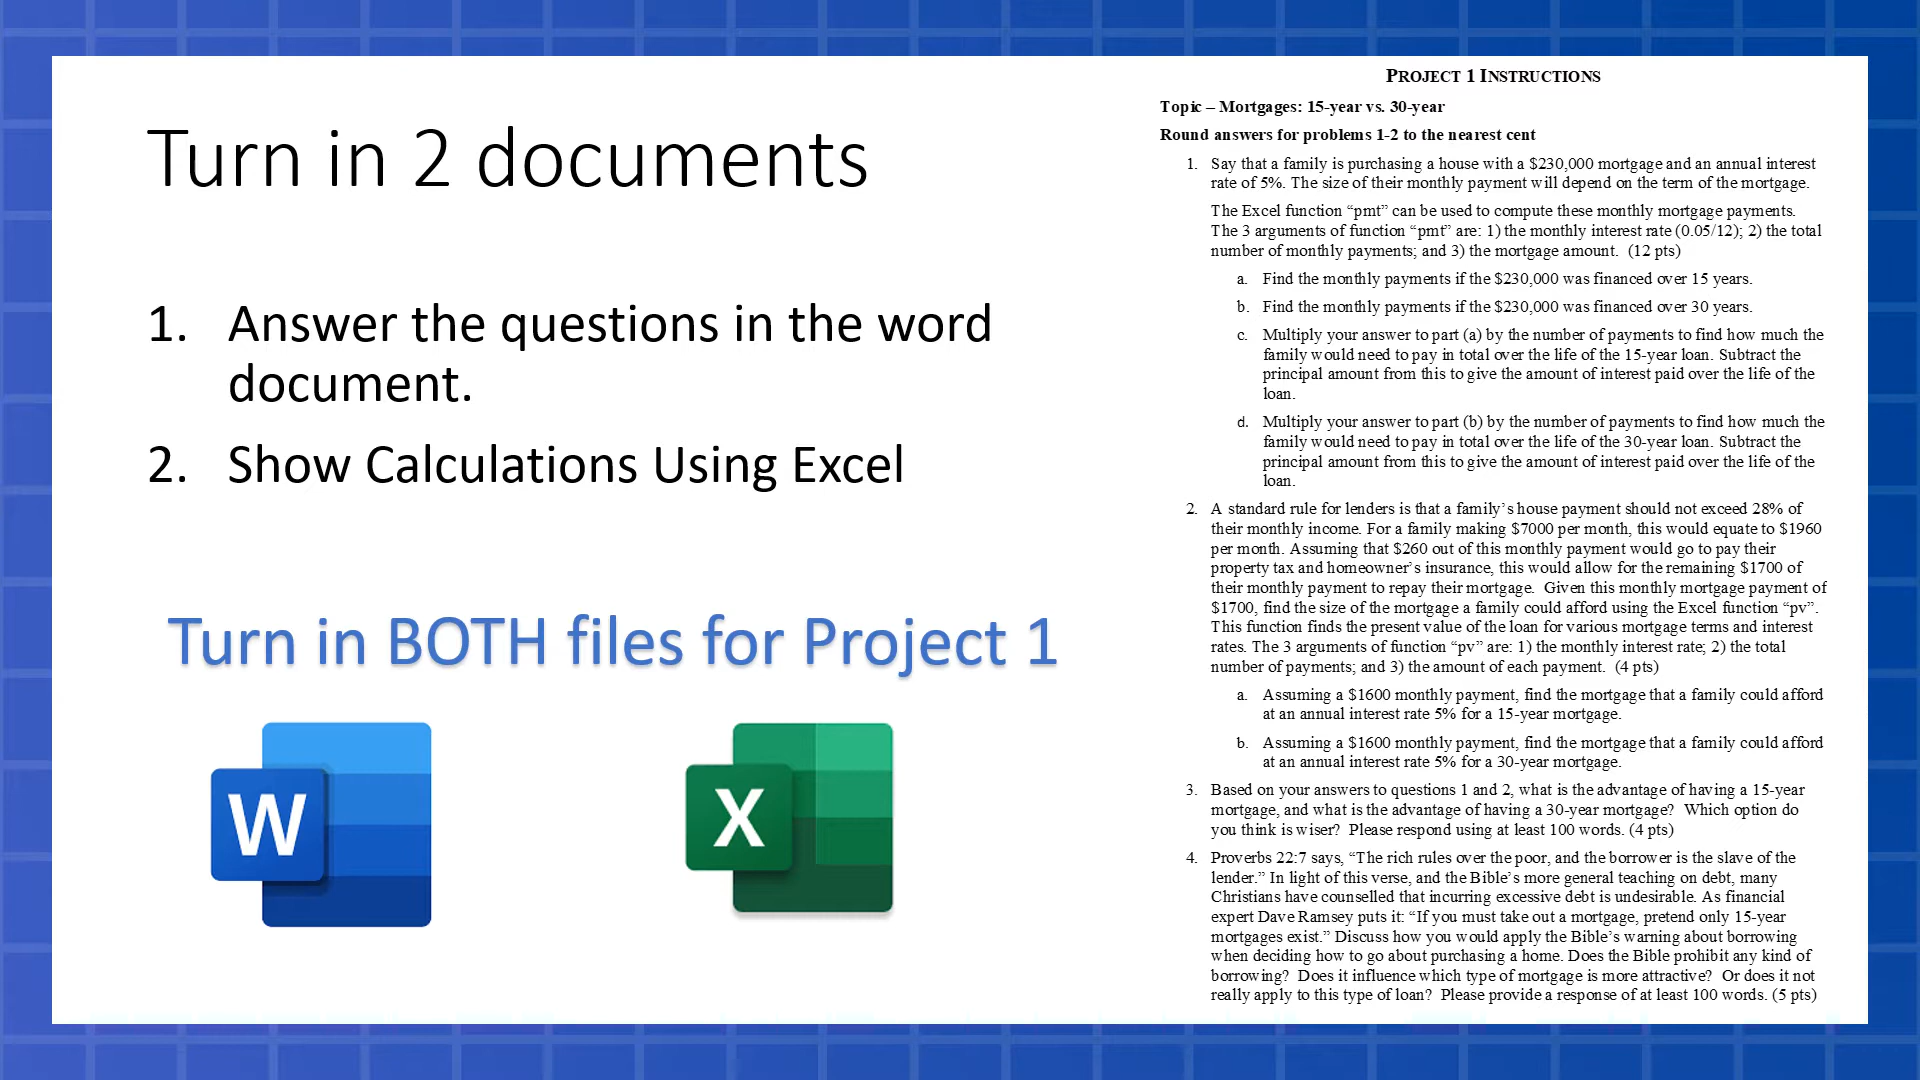 Turn in 2 documents
1. Answer the questions in the word
document.
2. Show Calculations Using Excel
Turn in BOTH files for Project 1
W
X
PROJECT 1 INSTRUCTIONS
Topic – Mortgages: 15-year vs. 30-year
Round answers for problems 1-2 to the nearest cent
1. Say that a family is purchasing a house with a $230,000 mortgage and an annual interest
rate of 5%. The size of their monthly payment will depend on the term of the mortgage.
The Excel function “pmt” can be used to compute these monthly mortgage payments.
The 3 arguments of function “pmt” are: 1) the monthly interest rate (0.05/12); 2) the total
number of monthly payments; and 3) the mortgage amount. (12 pts)
a. Find the monthly payments if the $230,000 was financed over 15 years.
b. Find the monthly payments if the $230,000 was financed over 30 years.
c. Multiply your answer to part (a) by the number of payments to find how much the
family would need to pay in total over the life of the 15-year loan. Subtract the
principal amount from this to give the amount of interest paid over the life of the
loan.
d. Multiply your answer to part (b) by the number of payments to find how much the
family would need to pay in total over the life of the 30-year loan. Subtract the
principal amount from this to give the amount of interest paid over the life of the
loan.
2. A standard rule for lenders is that a family’s house payment should not exceed 28% of
their monthly income. For a family making $7000 per month, this would equate to $1960
per month. Assuming that $260 out of this monthly payment would go to pay their
property tax and homeowner’s insurance, this would allow for the remaining $1700 of
their monthly payment to repay their mortgage. Given this monthly mortgage payment of
$1700, find the size of the mortgage a family could afford using the Excel function “pv”.
This function finds the present value of the loan for various mortgage terms and interest
rates. The 3 arguments of function “pv” are: 1) the monthly interest rate; 2) the total
number of payments; and 3) the amount of each payment. (4 pts)
a. Assuming a $1600 monthly payment, find the mortgage that a family could afford
at an annual interest rate 5% for a 15-year mortgage.
b. Assuming a $1600 monthly payment, find the mortgage that a family could afford
at an annual interest rate 5% for a 30-year mortgage.
3. Based on your answers to questions 1 and 2, what is the advantage of having a 15-year
mortgage, and what is the advantage of having a 30-year mortgage? Which option do
you think is wiser? Please respond using at least 100 words. (4 pts)
4. Proverbs 22:7 says, “The rich rules over the poor, and the borrower is the slave of the
lender.” In light of this verse, and the Bible’s more general teaching on debt, many
Christians have counselled that incurring excessive debt is undesirable. As financial
expert Dave Ramsey puts it: “If you must take out a mortgage, pretend only 15-year
mortgages exist.” Discuss how you would apply the Bible’s warning about borrowing
when deciding how to go about purchasing a home. Does the Bible prohibit any kind of
borrowing? Does it influence which type of mortgage is more attractive? Or does it not
really apply to this type of loan? Please provide a response of at least 100 words. (5 pts)